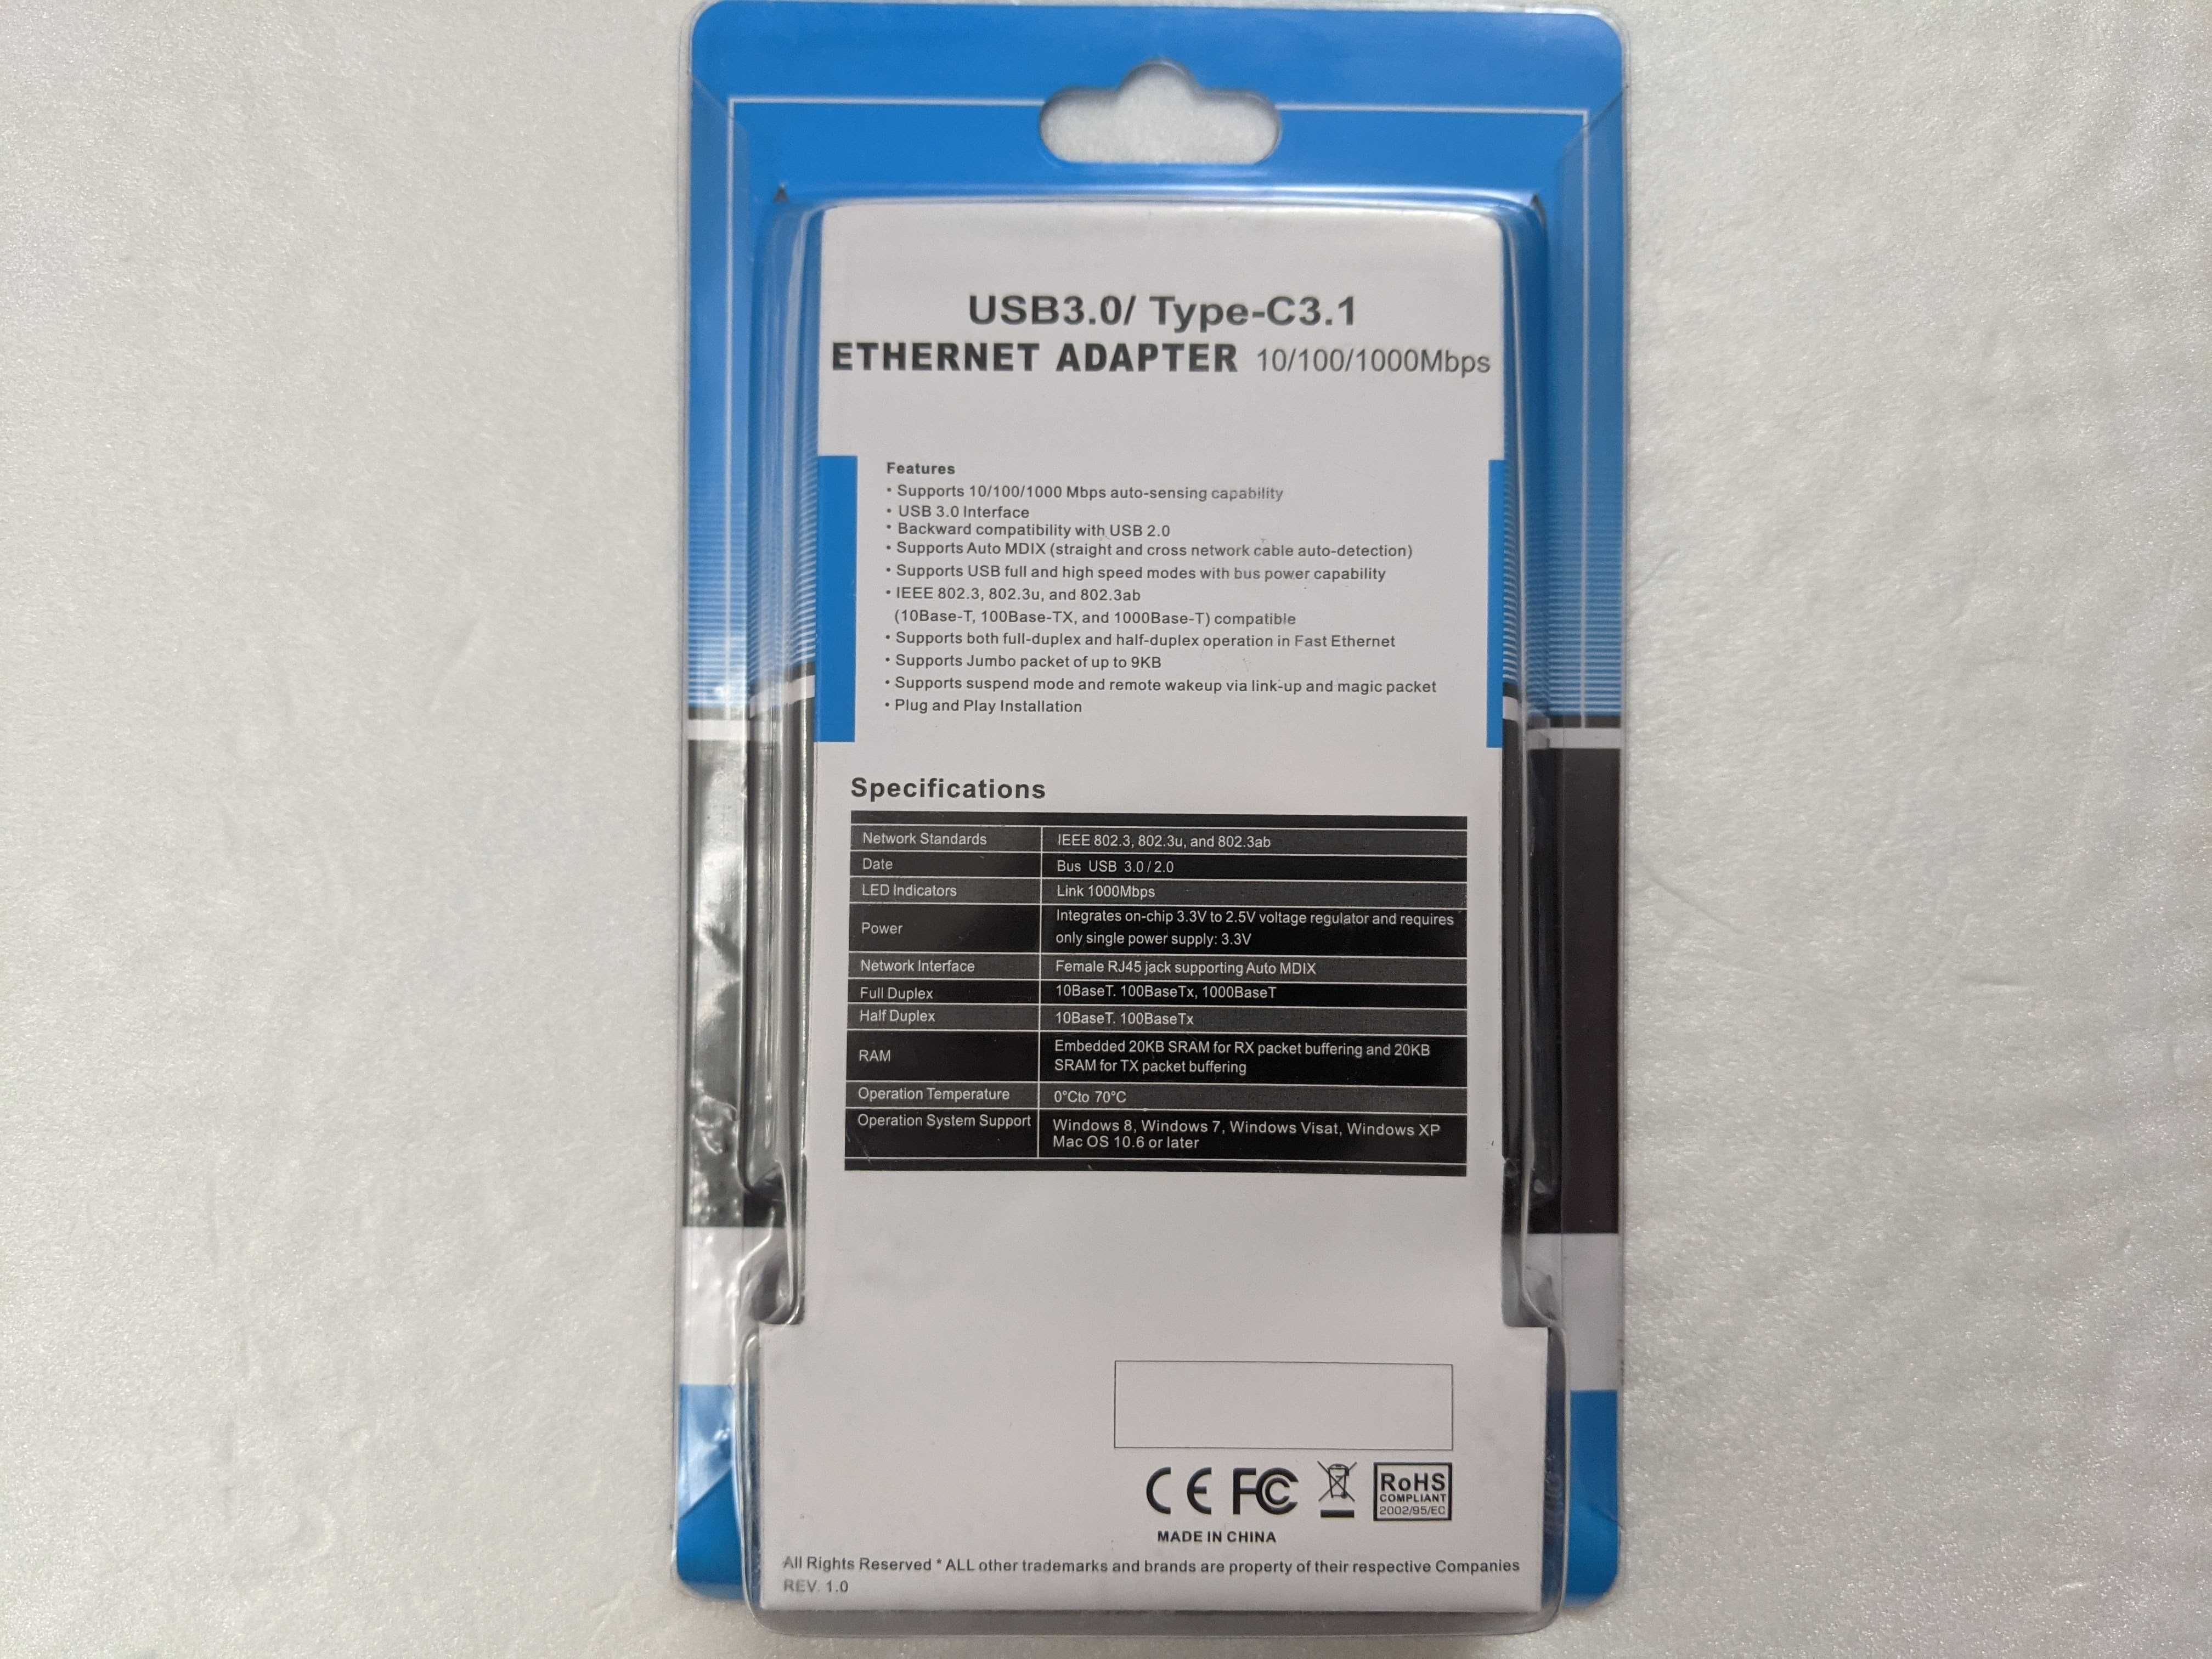 USB3.0/ Type-C3.1
ETHERNET ADAPTER 10/100/1000Mbps
Features
• Supports 10/100/1000 Mbps auto-sensing capability
• USB 3.0 Interface
• Backward compatibility with USB 2.0
• Supports Auto MDIX (straight and cross network cable auto-detection)
• Supports USB full and high speed modes with bus power capability
• IEEE 802.3, 802.3u, and 802.3ab
(10Base-T, 100Base-TX, and 1000Base-T) compatible
• Supports both full-duplex and half-duplex operation in Fast Ethernet
• Supports Jumbo packet of up to 9KB
• Supports suspend mode and remote wakeup via link-up and magic packet
• Plug and Play Installation
Specifications
Network Standards IEEE 802.3, 802.3u, and 802.3ab
Date Bus USB 3.0/2.0
LED Indicators Link 1000Mbps
Power Integrates on-chip 3.3V to 2.5V voltage regulator and requires
only single power supply: 3.3V
Network Interface Female RJ45 jack supporting Auto MDIX
Full Duplex 10BaseT. 100BaseTx, 1000BaseT
Half Duplex 10BaseT. 100BaseTx
RAM Embedded 20KB SRAM for RX packet buffering and 20KB
SRAM for TX packet buffering
Operation Temperature 0°Cto 70°C
Operation System Support Windows 8, Windows 7, Windows Visat, Windows XP
Mac OS 10.6 or later
CE FC RoHS
COMPLIANT
2002/95/EC
MADE IN CHINA
All Rights Reserved * ALL other trademarks and brands are property of their respective Companies
REV. 1.0